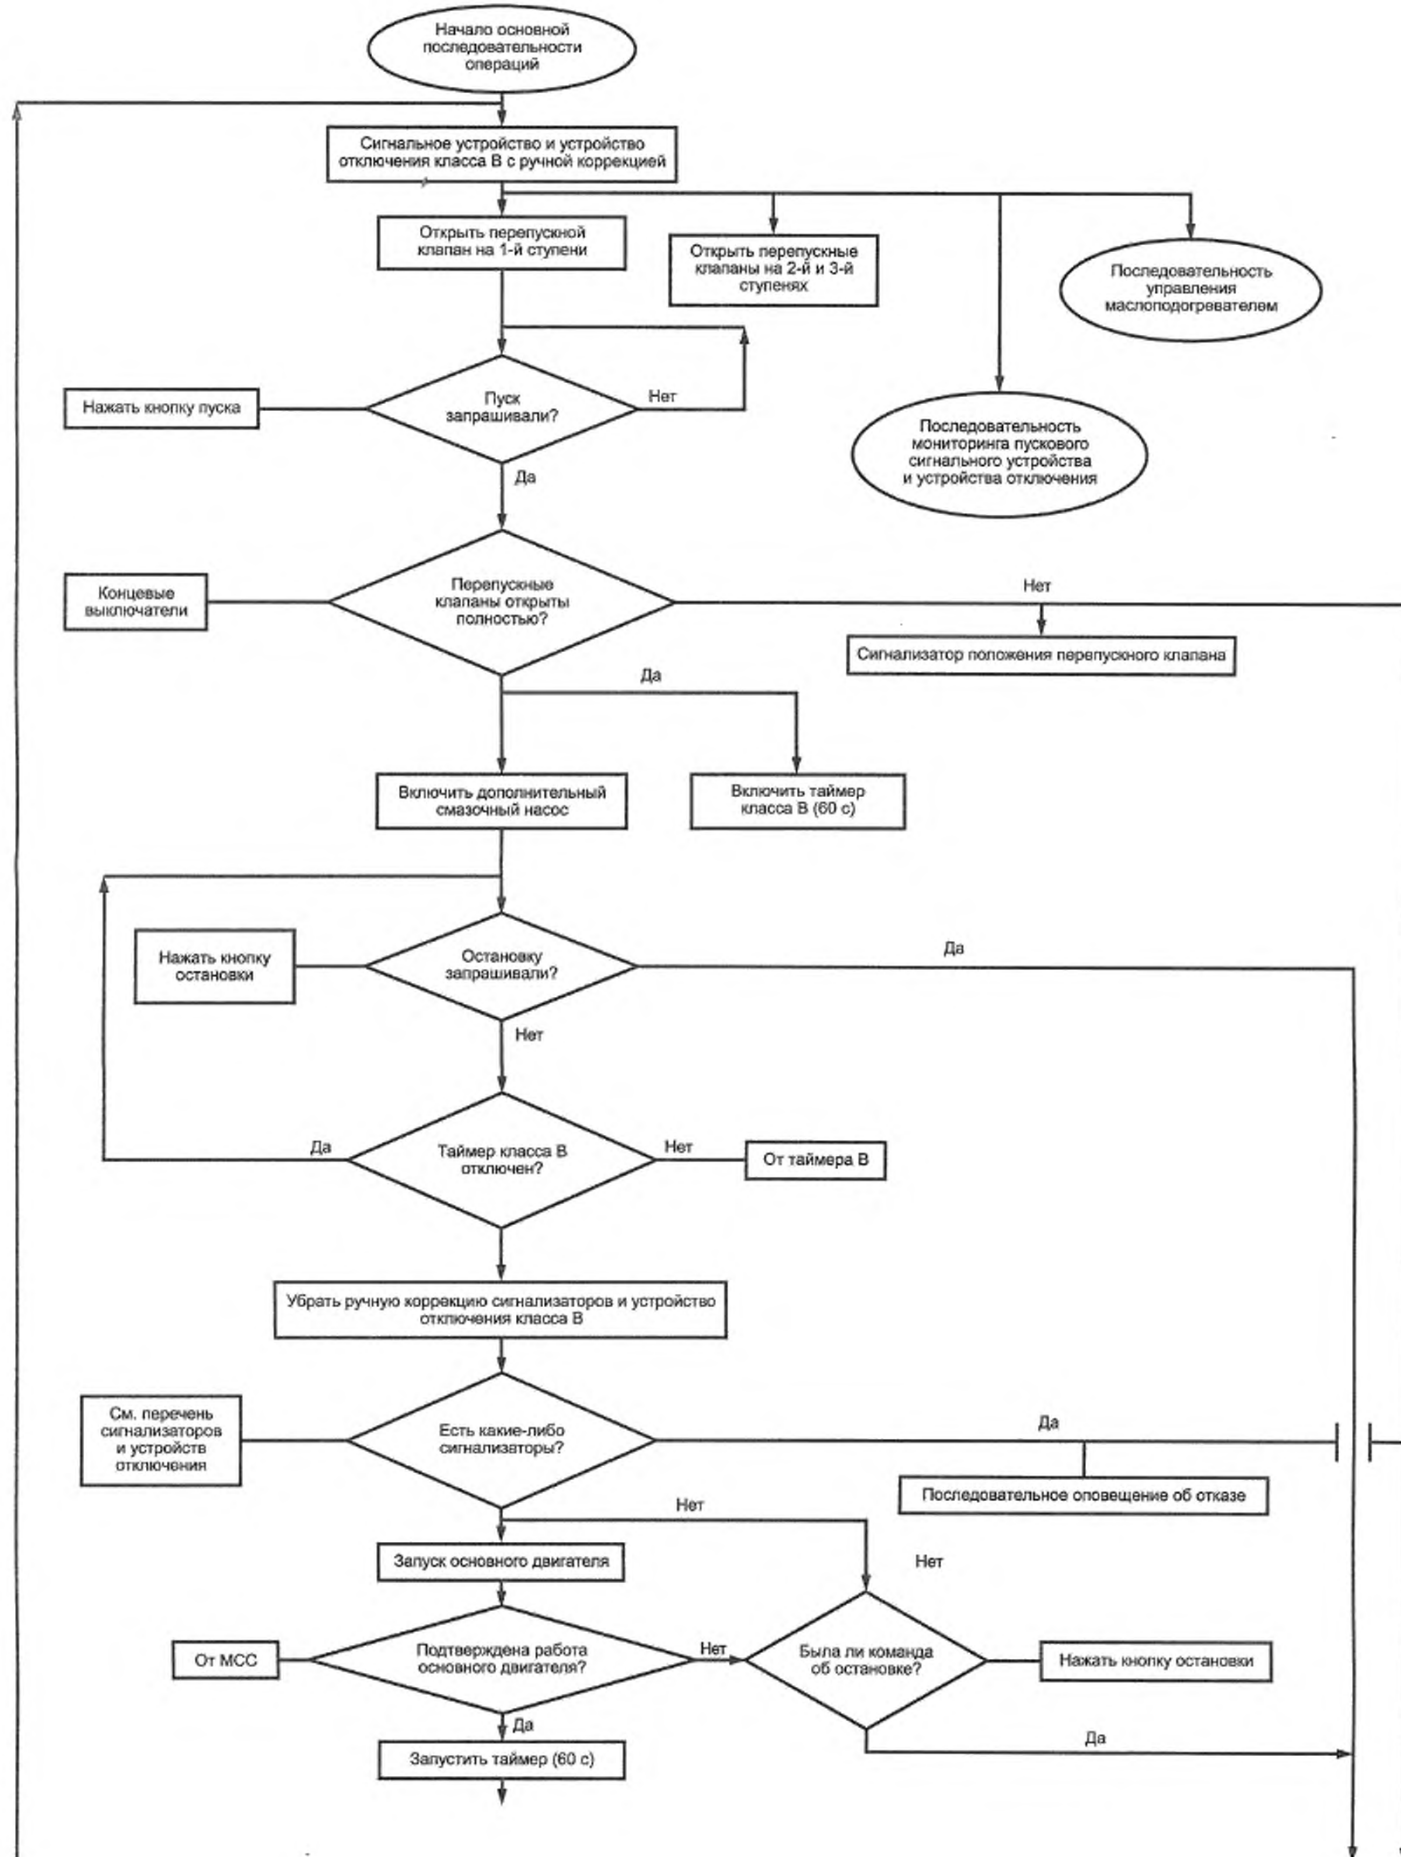 Начало основной
последовательности
операций
Сигнальное устройство и устройство
отключения класса В с ручной коррекцией
Открыть перепускной
клапан на 1-й ступени
Открыть перепускные
клапаны на 2-й и 3-й
ступенях
Последовательность
управления
маслоподогревателем
Нажать кнопку пуска
Пуск
запрашивали?
Нет
Последовательность
мониторинга пускового
сигнального устройства
и устройства отключения
Да
Концевые
выключатели
Перепускные
клапаны открыты
полностью?
Нет
Сигнализатор положения перепускного клапана
Да
Включить дополнительный
смазочный насос
Включить таймер
класса В (60 с)
Нажать кнопку
остановки
Остановку
запрашивали?
Да
Нет
Да
Таймер класса В
отключен?
Нет
От таймера В
Убрать ручную коррекцию сигнализаторов и устройство
отключения класса В
См. перечень
сигнализаторов
и устройств
отключения
Есть какие-либо
сигнализаторы?
Да
Последовательное оповещение об отказе
Нет
Запуск основного двигателя
Нет
От МСС
Подтверждена работа
основного двигателя?
Нет
Была ли команда
об остановке?
Нажать кнопку остановки
Да
Запустить таймер (60 с)
Да